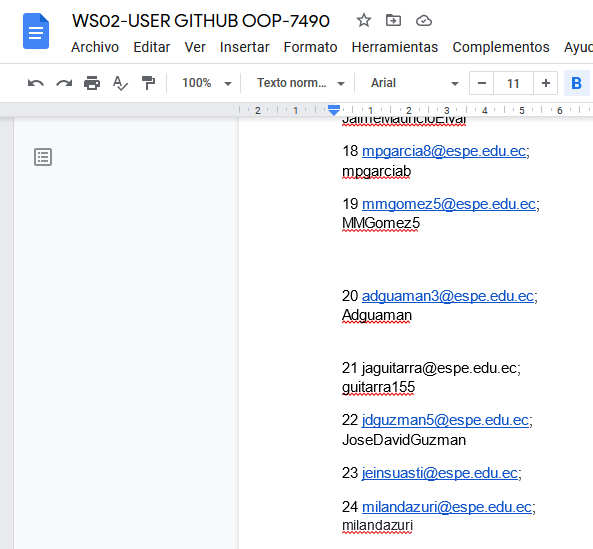 WS02-USER GITHUB OOP-7490
Archivo Editar Ver Insertar Formato Herramientas Complementos Ayu
100% Texto norm... Arial 11 B
2 1 1 2 3 4 5 6
JaimeMauricioElvar
18 mpgarcia8@espe.edu.ec;
mpgarciab
19 mmgomez5@espe.edu.ec;
MMGomez5
20 adguaman3@espe.edu.ec;
Adguaman
21 jaguitarra@espe.edu.ec;
guitarra155
22 jdguzman5@espe.edu.ec;
JoseDavidGuzman
23 jeinsuasti@espe.edu.ec;
24 milandazuri@espe.edu.ec;
milandazuri